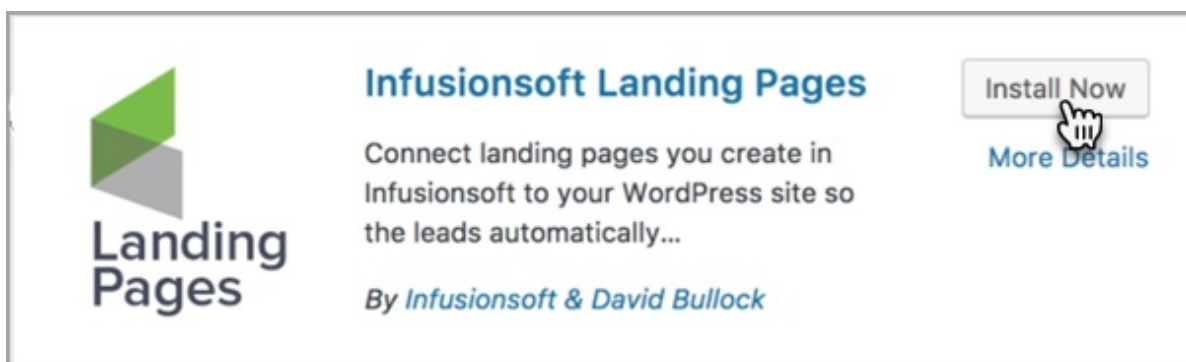 Landing
Pages
Infusionsoft Landing Pages
Connect landing pages you create in
Infusionsoft to your WordPress site so
the leads automatically...
By Infusionsoft & David Bullock
Install Now
More Details